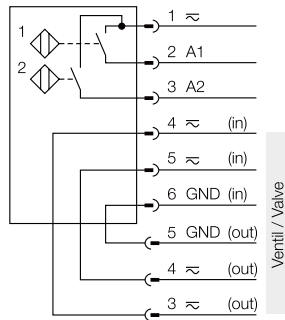 1 ≂
1
2 A1
2
3 A2
4 ≂ (in)
5 ≂ (in)
6 GND (in)
5 GND (out)
4 ≂ (out)
3 ≂ (out)
Ventil / Valve